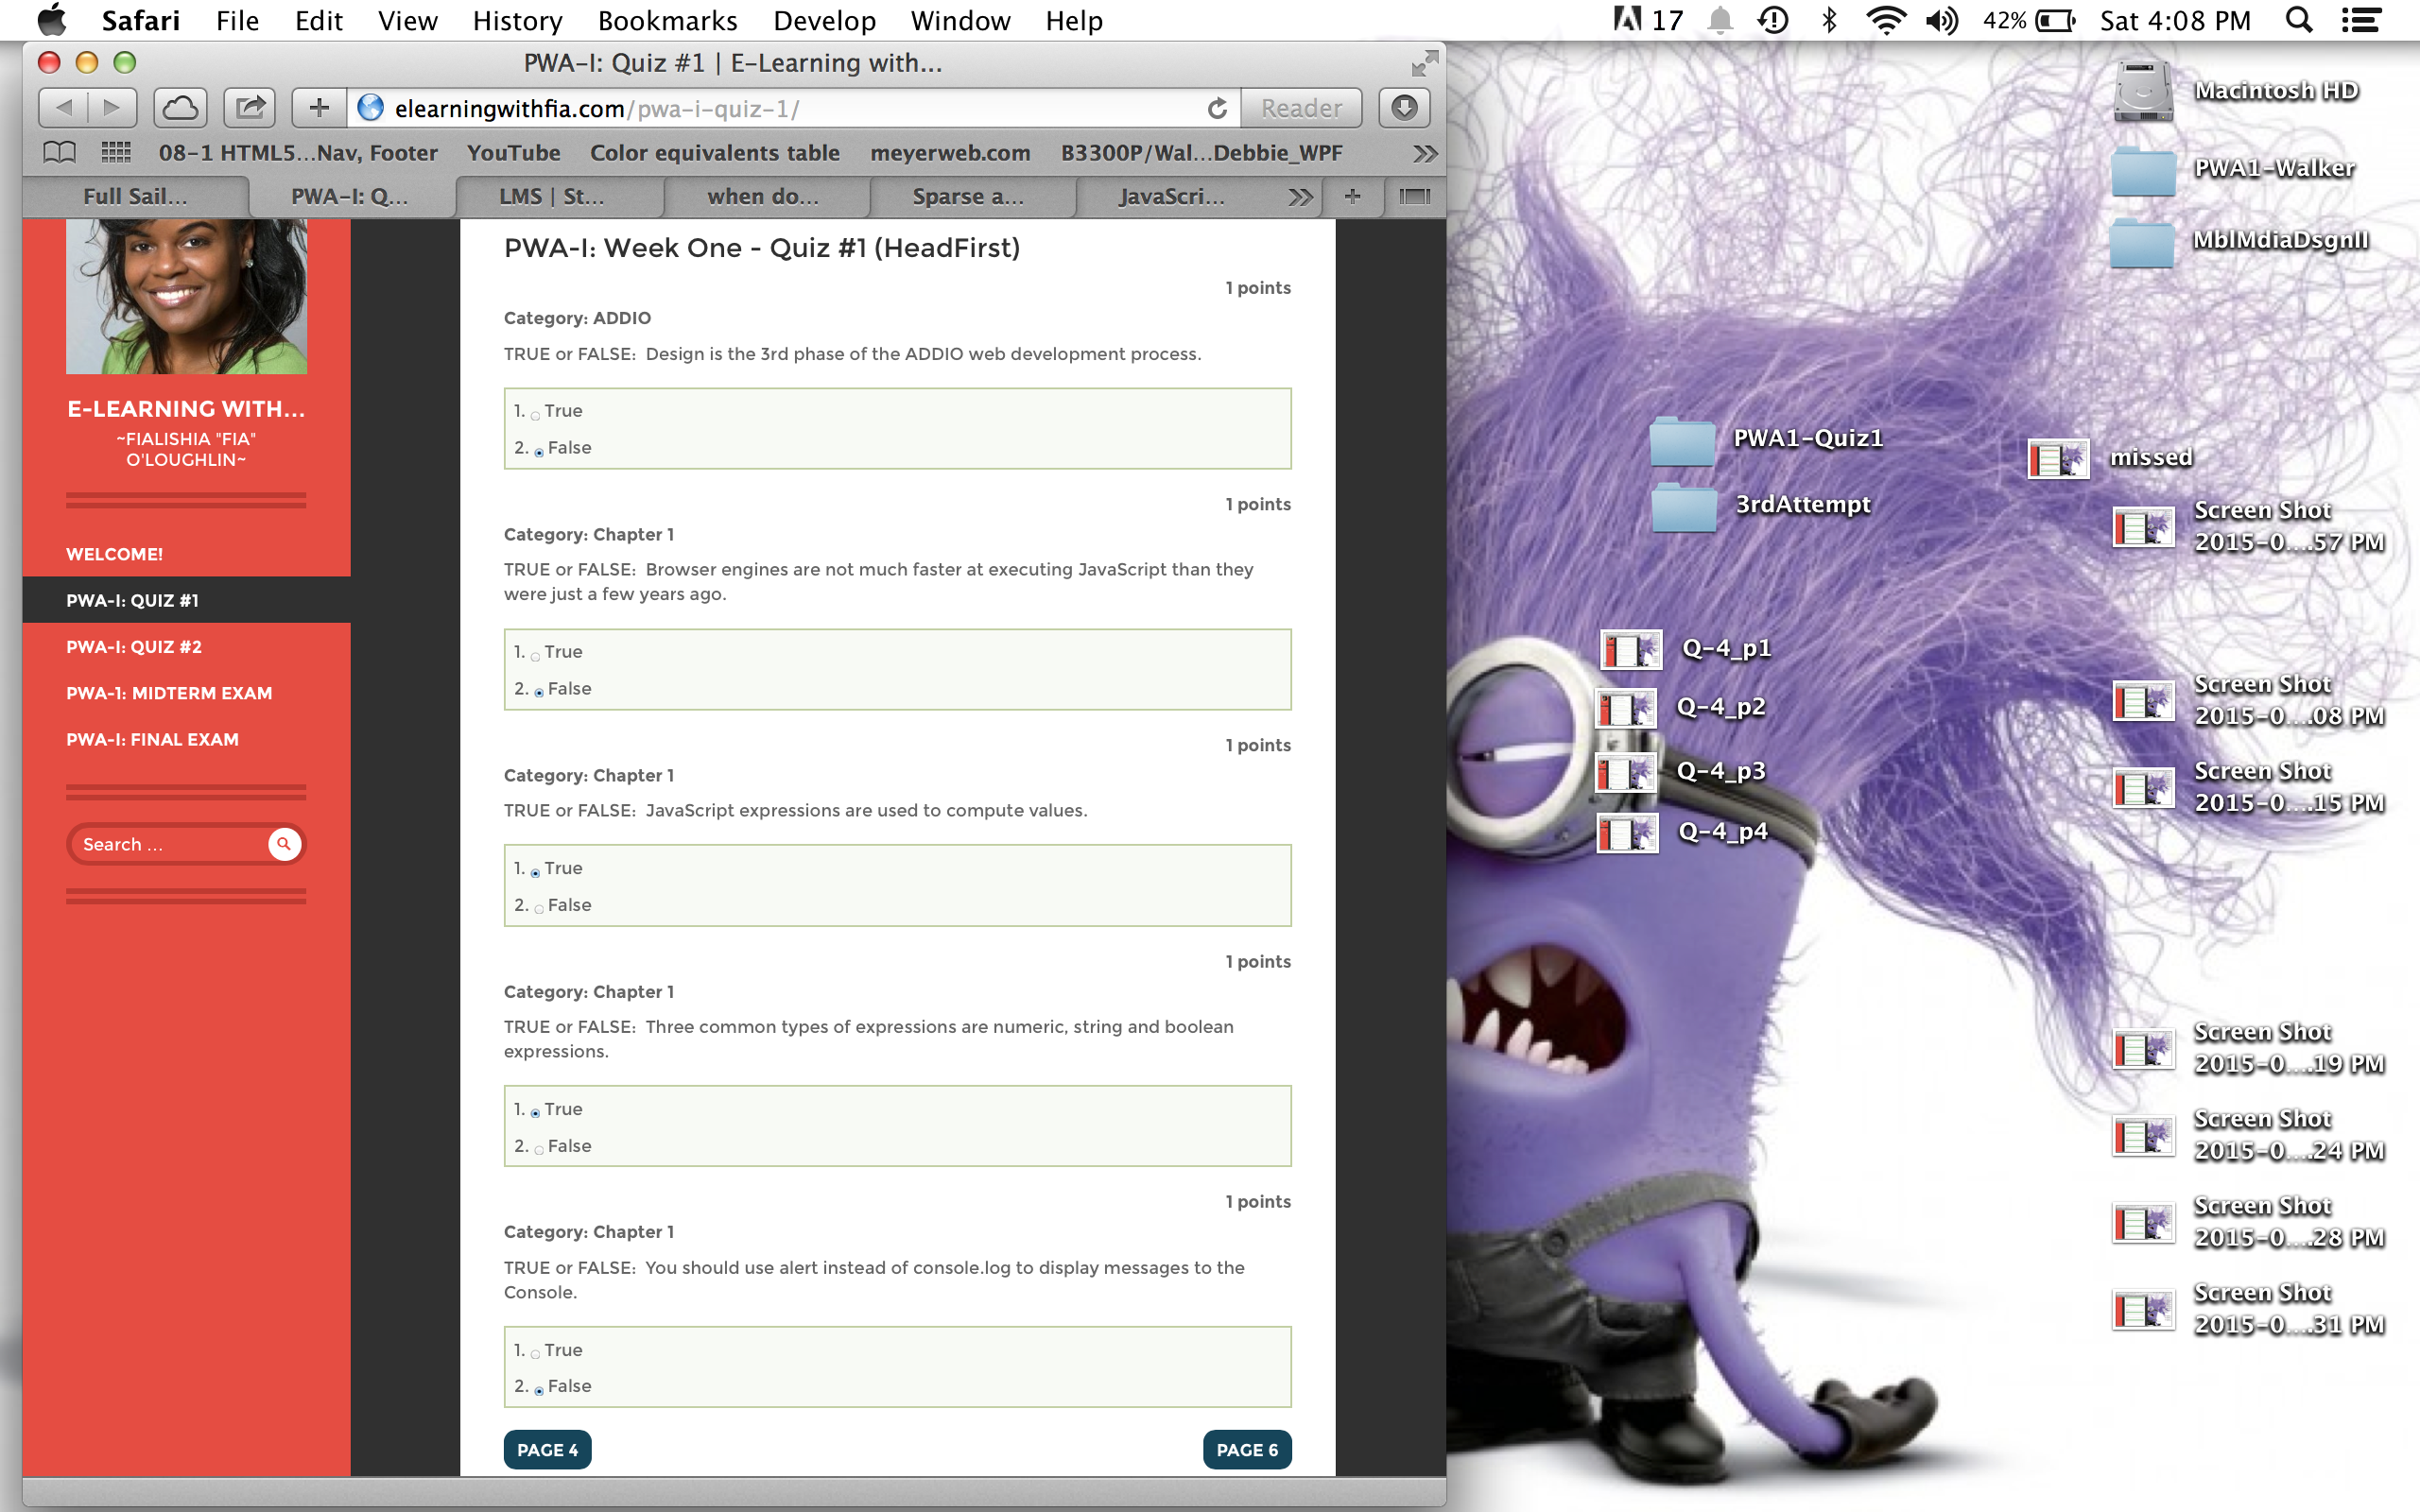 Safari File Edit View History Bookmarks Develop Window Help 17 42% Sat 4:08 PM
PWA-I: Quiz #1 | E-Learning with...
elearningwithfia.com/pwa-i-quiz-1/ Reader
08-1 HTML5...Nav, Footer YouTube Color equivalents table meyerweb.com B3300P/Wal...Debbie_WPF
Full Sail... PWA-I: Q... LMS | St... when do... Sparse a... JavaScri...
E-LEARNING WITH...
~FIALISHIA "FIA"
O'LOUGHLIN~
WELCOME!
PWA-I: QUIZ #1
PWA-I: QUIZ #2
PWA-1: MIDTERM EXAM
PWA-I: FINAL EXAM
Search ...
PWA-I: Week One - Quiz #1 (HeadFirst)
1 points
Category: ADDIO
TRUE or FALSE: Design is the 3rd phase of the ADDIO web development process.
1. True
2. False
1 points
Category: Chapter 1
TRUE or FALSE: Browser engines are not much faster at executing JavaScript than they
were just a few years ago.
1. True
2. False
1 points
Category: Chapter 1
TRUE or FALSE: JavaScript expressions are used to compute values.
1. True
2. False
1 points
Category: Chapter 1
TRUE or FALSE: Three common types of expressions are numeric, string and boolean
expressions.
1. True
2. False
1 points
Category: Chapter 1
TRUE or FALSE: You should use alert instead of console.log to display messages to the
Console.
1. True
2. False
PAGE 4 PAGE 6
Macintosh HD
PWA1-Walker
MblMdiaDsgnII
PWA1-Quiz1
3rdAttempt
missed
Screen Shot
2015-0....57 PM
Q-4_p1
Q-4_p2
Q-4_p3
Q-4_p4
Screen Shot
2015-0....08 PM
Screen Shot
2015-0....15 PM
Screen Shot
2015-0....19 PM
Screen Shot
2015-0....24 PM
Screen Shot
2015-0....28 PM
Screen Shot
2015-0....31 PM